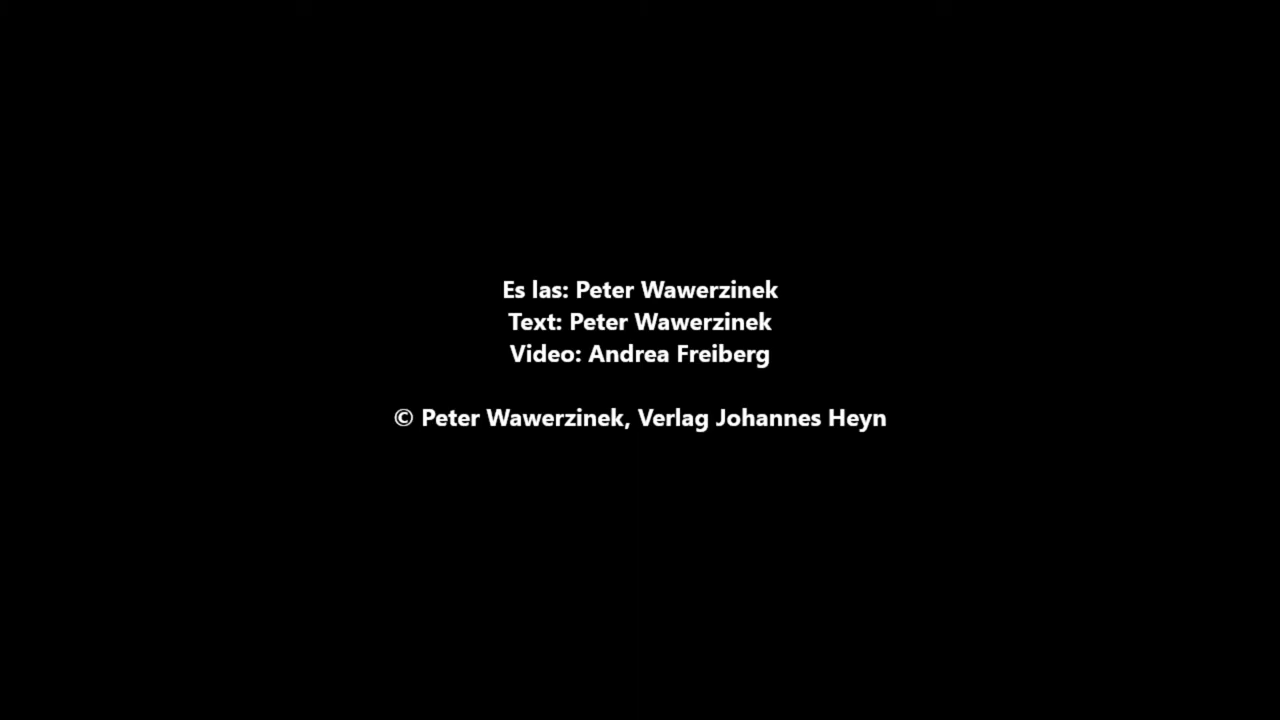 Es las: Peter Wawerzinek
Text: Peter Wawerzinek
Video: Andrea Freiberg
© Peter Wawerzinek, Verlag Johannes Heyn